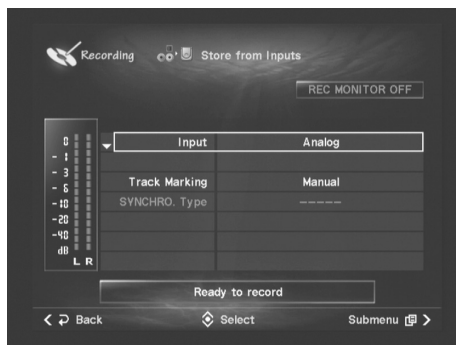 Recording Store from Inputs
REC MONITOR OFF
0
- 1
- 3
- 6
-10
-20
-40
dB
L R
Input Analog
Track Marking Manual
SYNCHRO. Type -----
Ready to record
Back Select Submenu